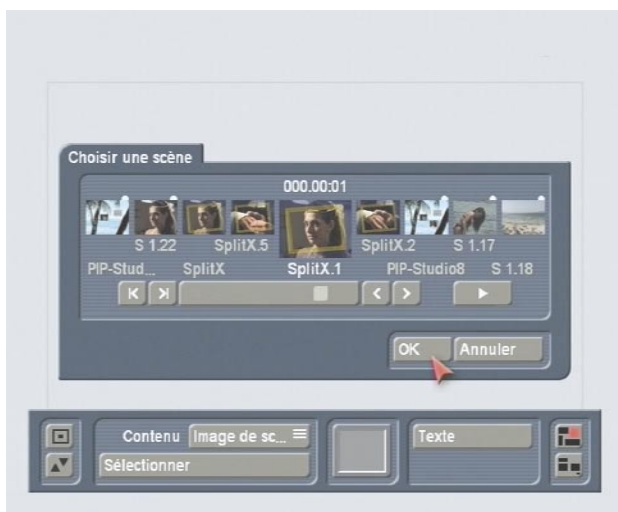 Choisir une scène
000.00:01
S 1.22 SplitX.5 SplitX.2 S 1.17
PIP-Stud... SplitX SplitX.1 PIP-Studio8 S 1.18
OK Annuler
Contenu Image de sc... Texte
Sélectionner